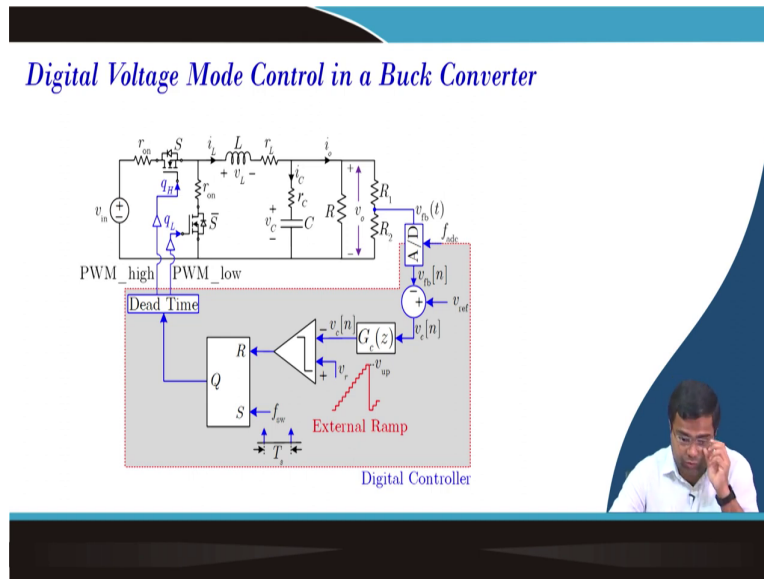 Digital Voltage Mode Control in a Buck Converter
r_on S i_L L r_L i_o
+ v_L -
q_H r_on i_C + R_1
v_in q_L S̅ r_C R v_o v_fb(t)
+ v_C - C R_2 f_adc
- A/D
PWM_high PWM_low v_fb[n]
Dead Time - + v_ref
- v_c[n] G_c(z) v_e[n]
R + v_r v_up
Q
S f_sw External Ramp
T_s
Digital Controller